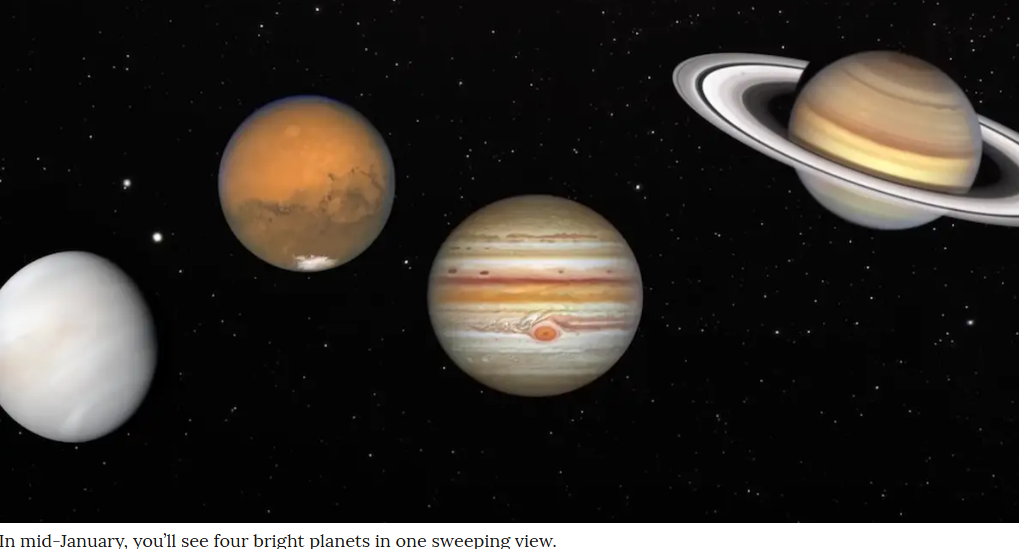 In mid-January, you’ll see four bright planets in one sweeping view.